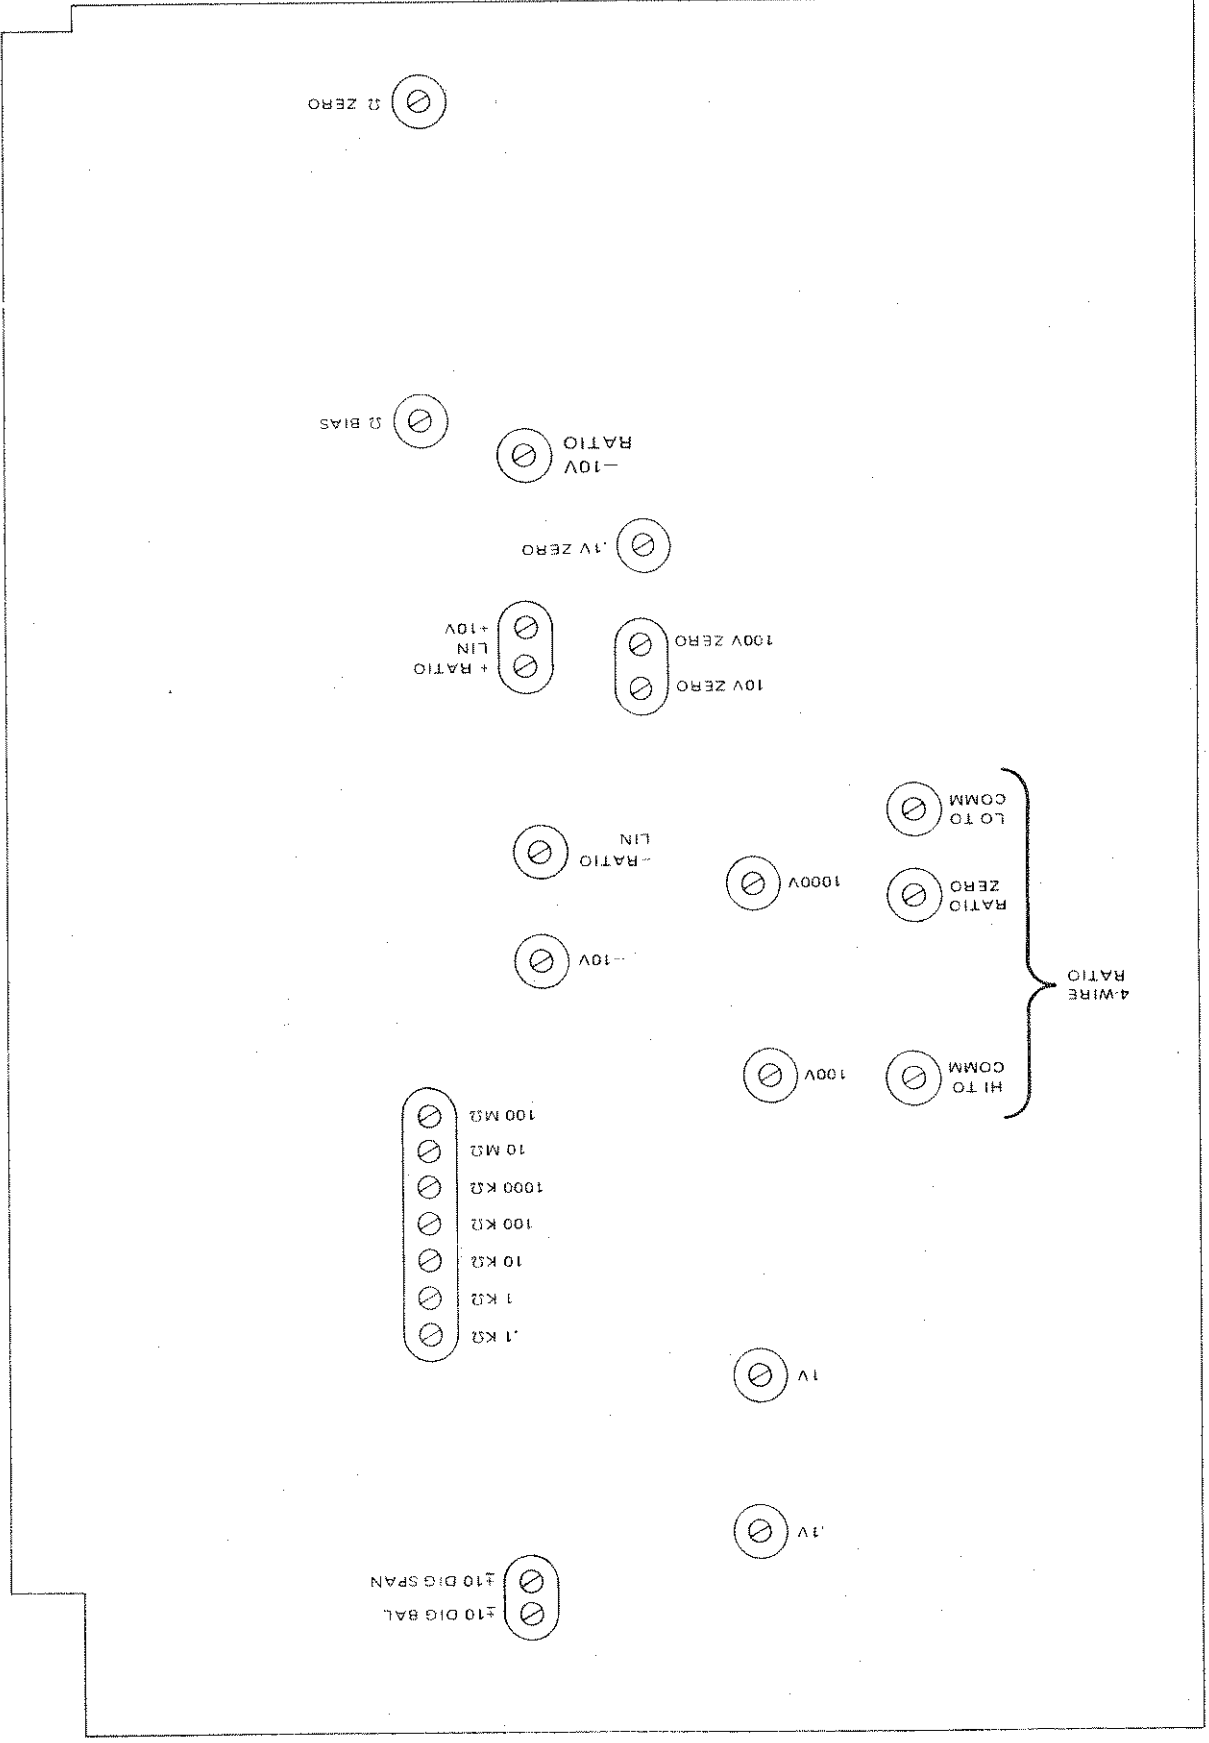 ±10 DIG BAL
±10 DIG SPAN
.1V
1V
.1 KΩ
1 KΩ
10 KΩ
100 KΩ
1000 KΩ
10 MΩ
100 MΩ
HI TO
COMM
100V
4-WIRE
RATIO
-10V
RATIO
ZERO
1000V
-RATIO
LIN
LO TO
COMM
10V ZERO
100V ZERO
+ RATIO
LIN
+10V
.1V ZERO
-10V
RATIO
Ω BIAS
Ω ZERO